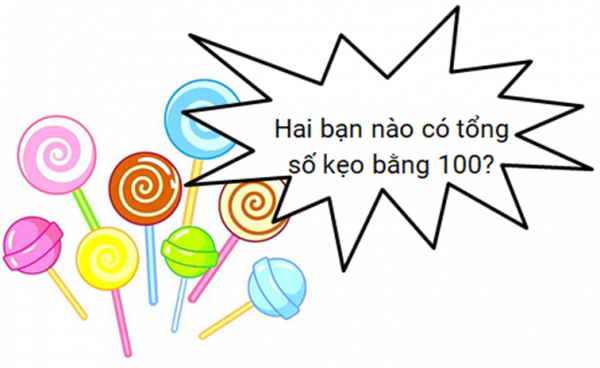 Hai bạn nào có tổng
số kẹo bằng 100?